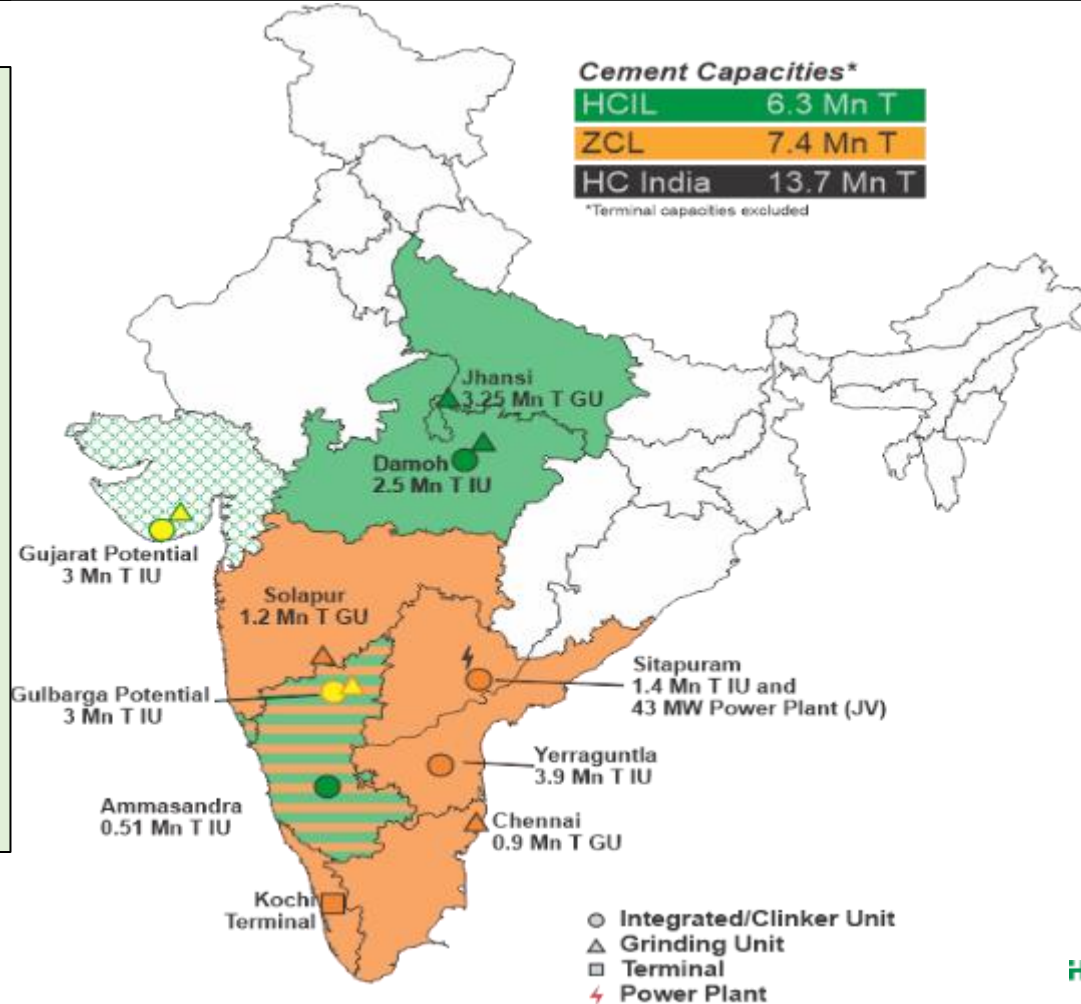 Cement Capacities*
HCIL 6.3 Mn T
ZCL 7.4 Mn T
HC India 13.7 Mn T
*Terminal capacities excluded
Jhansi
3.25 Mn T GU
Damoh
2.5 Mn T IU
Gujarat Potential
3 Mn T IU
Solapur
1.2 Mn T GU
Gulbarga Potential
3 Mn T IU
Sitapuram
1.4 Mn T IU and
43 MW Power Plant (JV)
Yerraguntla
3.9 Mn T IU
Ammasandra
0.51 Mn T IU
Chennai
0.9 Mn T GU
Kochi
Terminal
Integrated/Clinker Unit
Grinding Unit
Terminal
Power Plant